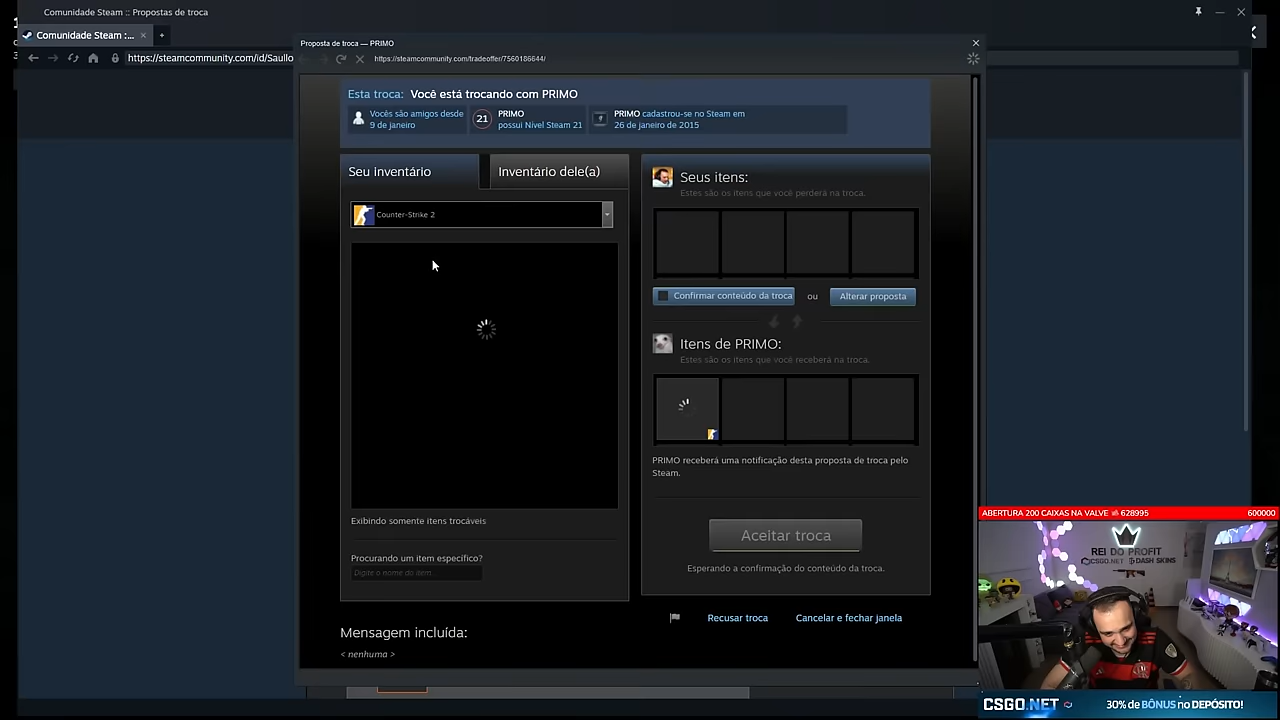 Comunidade Steam :: Propostas de troca
Comunidade Steam :...
https://steamcommunity.com/id/Saullo
Proposta de troca — PRIMO
https://steamcommunity.com/tradeoffer/7560186644/
Esta troca: Você está trocando com PRIMO
Vocês são amigos desde
9 de janeiro
21
PRIMO
possui Nível Steam 21
PRIMO cadastrou-se no Steam em
26 de janeiro de 2015
Seu inventário
Inventário dele(a)
Counter-Strike 2
Exibindo somente itens trocáveis
Procurando um item específico?
Digite o nome do item.
Seus itens:
Estes são os itens que você perderá na troca.
Confirmar conteúdo da troca
ou
Alterar proposta
Itens de PRIMO:
Estes são os itens que você receberá na troca.
PRIMO receberá uma notificação desta proposta de troca pelo
Steam.
Aceitar troca
Esperando a confirmação do conteúdo da troca.
Recusar troca
Cancelar e fechar janela
Mensagem incluída:
< nenhuma >
ABERTURA 200 CAIXAS NA VALVE 628995
600000
REI DO PROFIT
CSGO.NET DASH SKINS
CSGO.NET
30% de BÔNUS no DEPÓSITO!